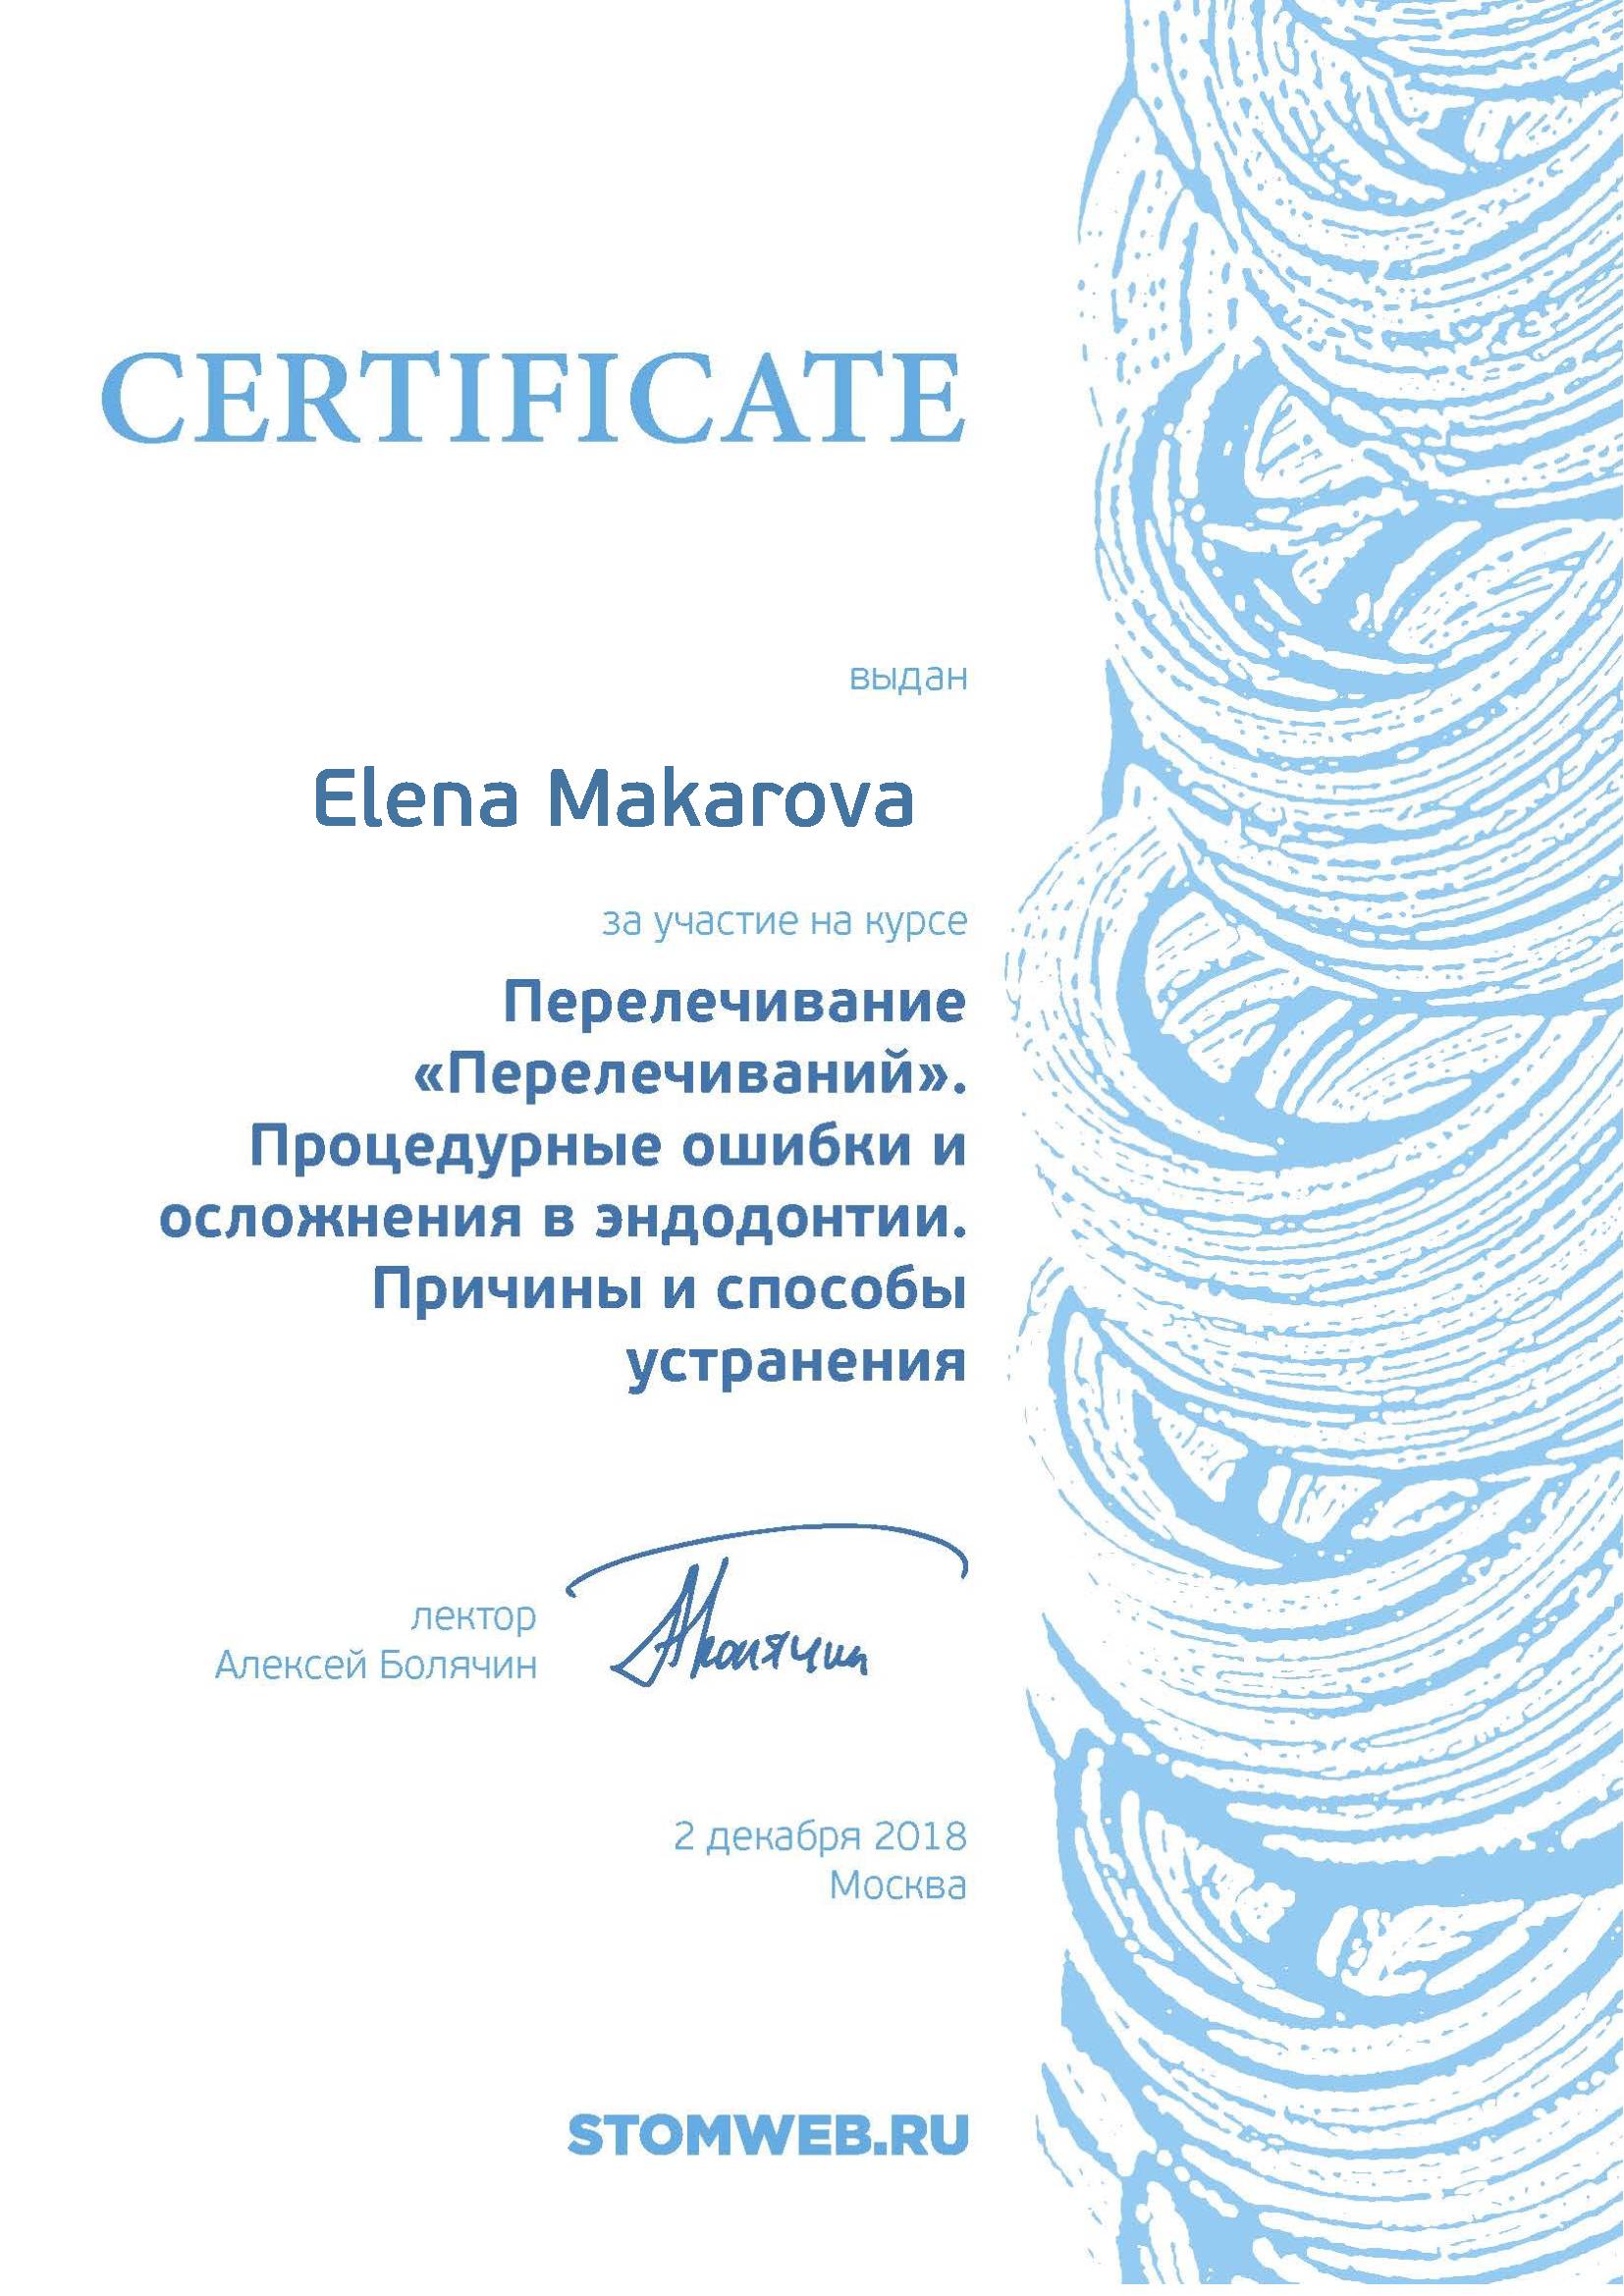 CERTIFICATE
выдан
Elena Makarova
за участие на курсе
Перелечивание
«Перелечиваний».
Процедурные ошибки и
осложнения в эндодонтии.
Причины и способы
устранения
лектор
Алексей Болячин
2 декабря 2018
Москва
STOMWEB.RU